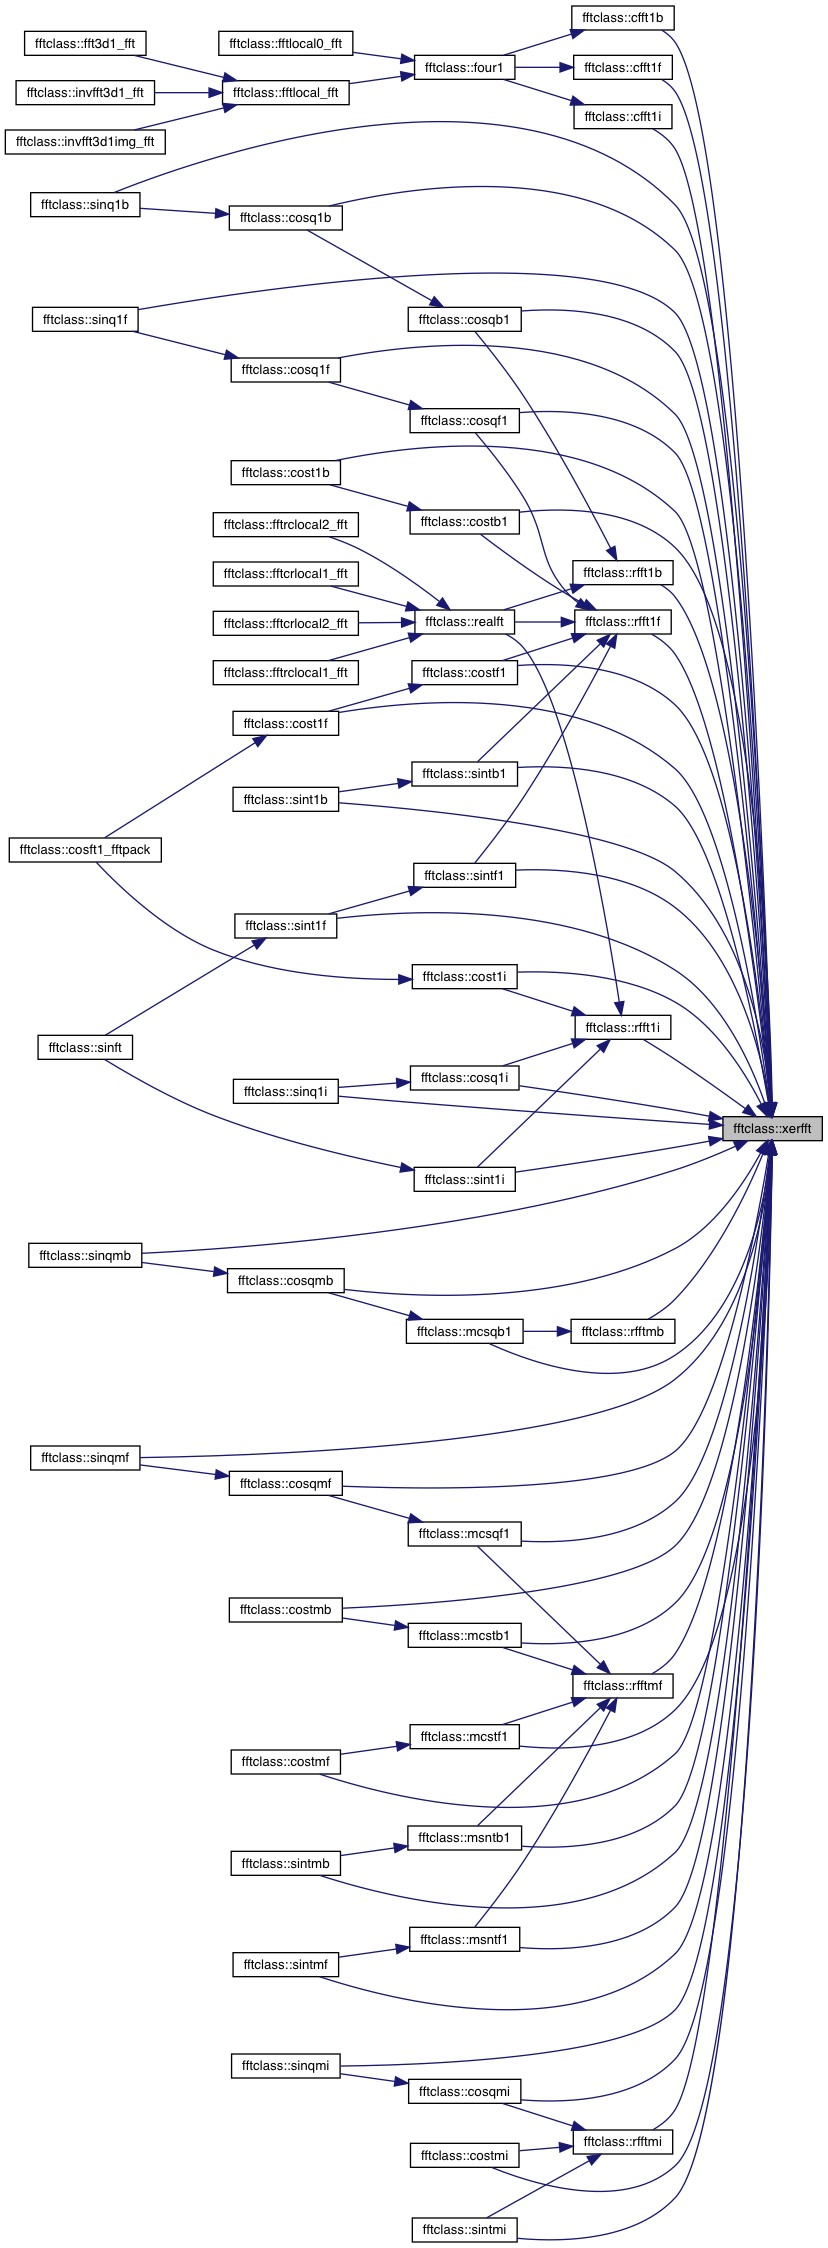 fftclass::cfft1b
fftclass::fft3d1_fft
fftclass::fftlocal0_fft
fftclass::four1
fftclass::cfft1f
fftclass::invfft3d1_fft
fftclass::fftlocal_fft
fftclass::cfft1i
fftclass::invfft3d1img_fft
fftclass::sinq1b
fftclass::cosq1b
fftclass::sinq1f
fftclass::cosqb1
fftclass::cosq1f
fftclass::cosqf1
fftclass::cost1b
fftclass::fftrclocal2_fft
fftclass::costb1
fftclass::fftcrlocal1_fft
fftclass::rfft1b
fftclass::fftcrlocal2_fft
fftclass::realft
fftclass::rfft1f
fftclass::fftrclocal1_fft
fftclass::costf1
fftclass::cost1f
fftclass::sintb1
fftclass::sint1b
fftclass::cosft1_fftpack
fftclass::sintf1
fftclass::sint1f
fftclass::cost1i
fftclass::rfft1i
fftclass::sinft
fftclass::cosq1i
fftclass::sinq1i
fftclass::xerfft
fftclass::sint1i
fftclass::sinqmb
fftclass::cosqmb
fftclass::mcsqb1
fftclass::rfftmb
fftclass::sinqmf
fftclass::cosqmf
fftclass::mcsqf1
fftclass::costmb
fftclass::mcstb1
fftclass::rfftmf
fftclass::mcstf1
fftclass::costmf
fftclass::msntb1
fftclass::sintmb
fftclass::msntf1
fftclass::sintmf
fftclass::sinqmi
fftclass::cosqmi
fftclass::rfftmi
fftclass::costmi
fftclass::sintmi